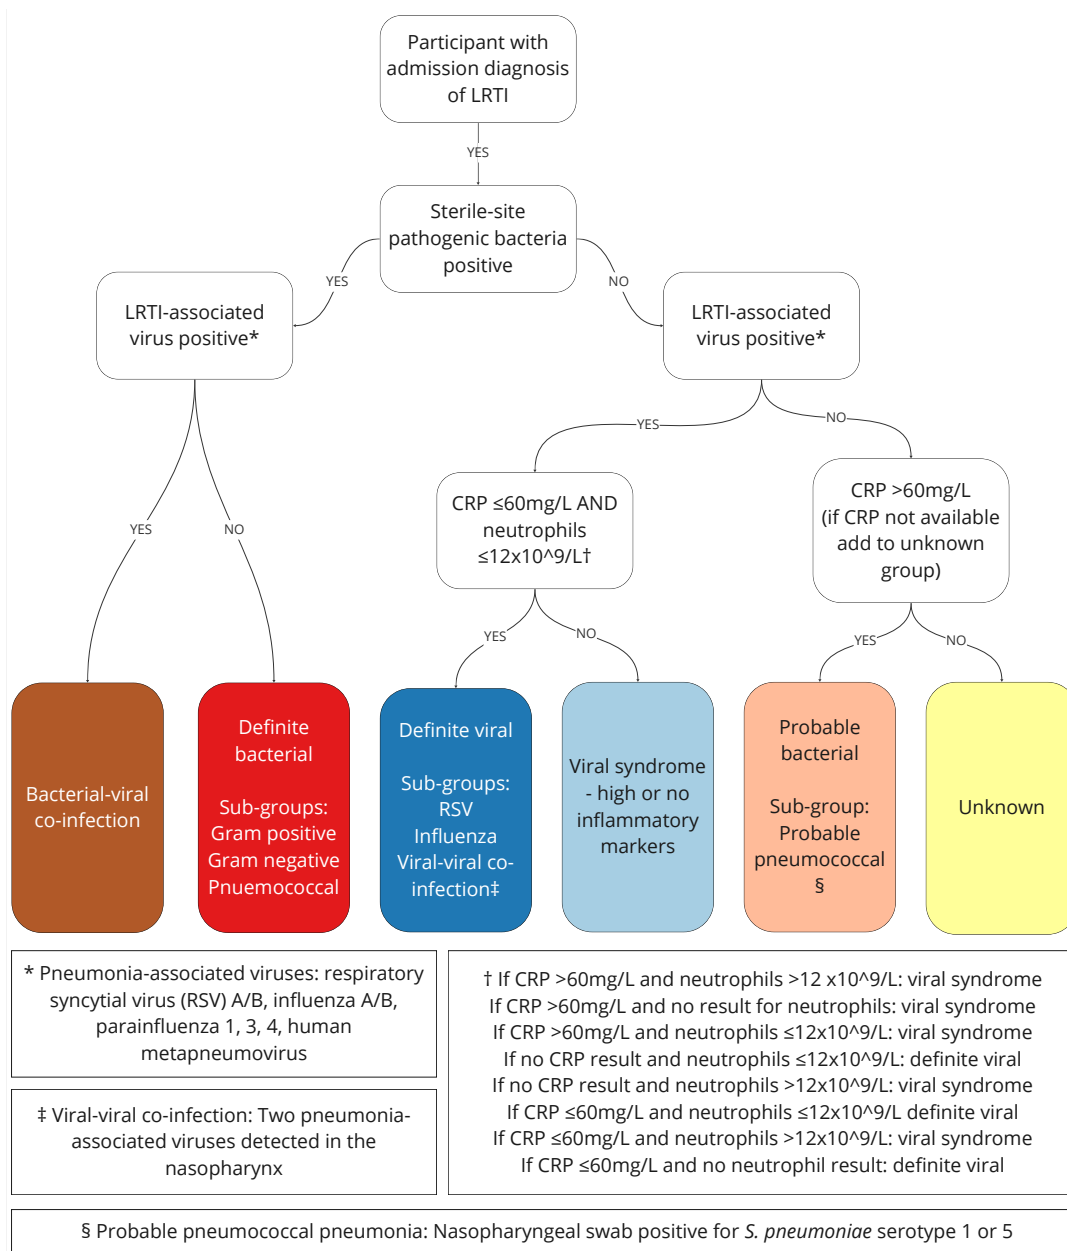 Participant with
admission diagnosis
of LRTI
YES
Sterile-site
pathogenic bacteria
positive
YES
NO
LRTI-associated
virus positive*
LRTI-associated
virus positive*
YES
NO
CRP ≤60mg/L AND
neutrophils
≤12x10^9/L†
CRP >60mg/L
(if CRP not available
add to unknown
group)
YES
NO
YES
NO
YES
NO
Bacterial-viral
co-infection
Definite
bacterial
Sub-groups:
Gram positive
Gram negative
Pnuemococcal
Definite viral
Sub-groups:
RSV
Influenza
Viral-viral co-
infection‡
Viral syndrome
- high or no
inflammatory
markers
Probable
bacterial
Sub-group:
Probable
pneumococcal
§
Unknown
* Pneumonia-associated viruses: respiratory
syncytial virus (RSV) A/B, influenza A/B,
parainfluenza 1, 3, 4, human
metapneumovirus
‡ Viral-viral co-infection: Two pneumonia-
associated viruses detected in the
nasopharynx
† If CRP >60mg/L and neutrophils >12 x10^9/L: viral syndrome
If CRP >60mg/L and no result for neutrophils: viral syndrome
If CRP >60mg/L and neutrophils ≤12x10^9/L: viral syndrome
If no CRP result and neutrophils ≤12x10^9/L: definite viral
If no CRP result and neutrophils >12x10^9/L: viral syndrome
If CRP ≤60mg/L and neutrophils ≤12x10^9/L definite viral
If CRP ≤60mg/L and neutrophils >12x10^9/L: viral syndrome
If CRP ≤60mg/L and no neutrophil result: definite viral
§ Probable pneumococcal pneumonia: Nasopharyngeal swab positive for S. pneumoniae serotype 1 or 5